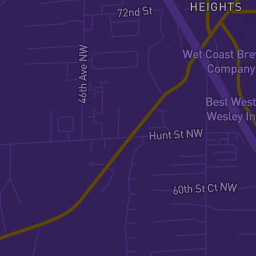 HEIGHTS
72nd St
46th Ave NW
Wet Coast Bre
Company
Best West
Wesley In
Hunt St NW
60th St Ct NW